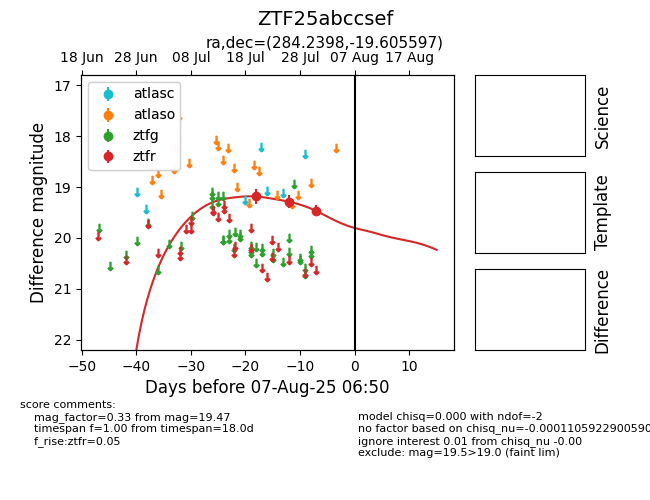 ZTF25abccsef
ra,dec=(284.2398,-19.605597)
18 Jun 28 Jun 08 Jul 18 Jul 28 Jul 07 Aug 17 Aug
atlasc
atlaso
ztfg
ztfr
17
18
19
20
21
22
Difference magnitude
−50 −40 −30 −20 −10 0 10
Days before 07-Aug-25 06:50
Science
Template
Difference
score comments:
mag_factor=0.33 from mag=19.47
timespan f=1.00 from timespan=18.0d
f_rise:ztfr=0.05
model chisq=0.000 with ndof=-2
no factor based on chisq_nu=-0.0001105922900590
ignore interest 0.01 from chisq_nu -0.00
exclude: mag=19.5>19.0 (faint lim)